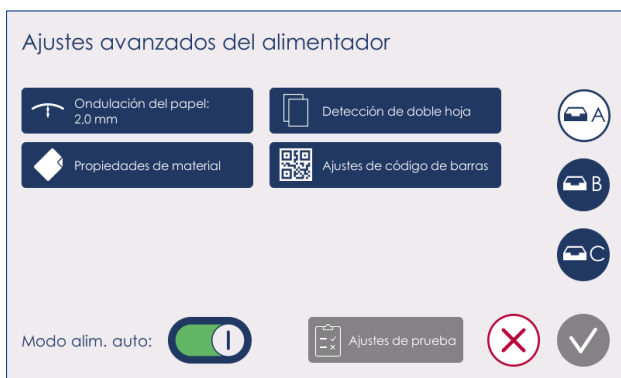 Ajustes avanzados del alimentador
Ondulación del papel:
2,0 mm
Detección de doble hoja
A
Propiedades de material
Ajustes de código de barras
B
C
Modo alim. auto:
Ajustes de prueba